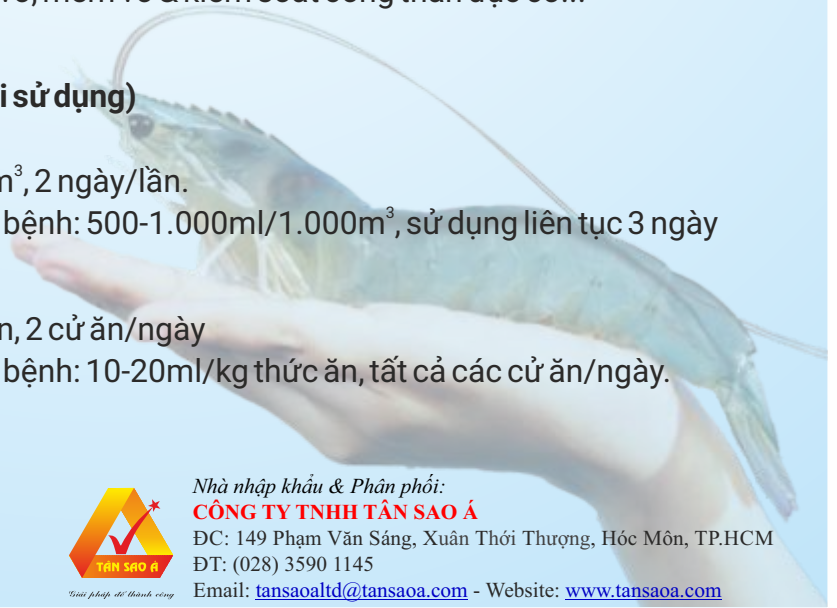 i sử dụng)
m³, 2 ngày/lần.
bệnh: 500-1.000ml/1.000m³, sử dụng liên tục 3 ngày
n, 2 cử ăn/ngày
bệnh: 10-20ml/kg thức ăn, tất cả các cử ăn/ngày.
Nhà nhập khẩu & Phân phối:
CÔNG TY TNHH TÂN SAO Á
ĐC: 149 Phạm Văn Sáng, Xuân Thới Thượng, Hóc Môn, TP.HCM
ĐT: (028) 3590 1145
Email: tansaoaltd@tansaoa.com - Website: www.tansaoa.com
TÂN SAO Á
Giải pháp để thành công